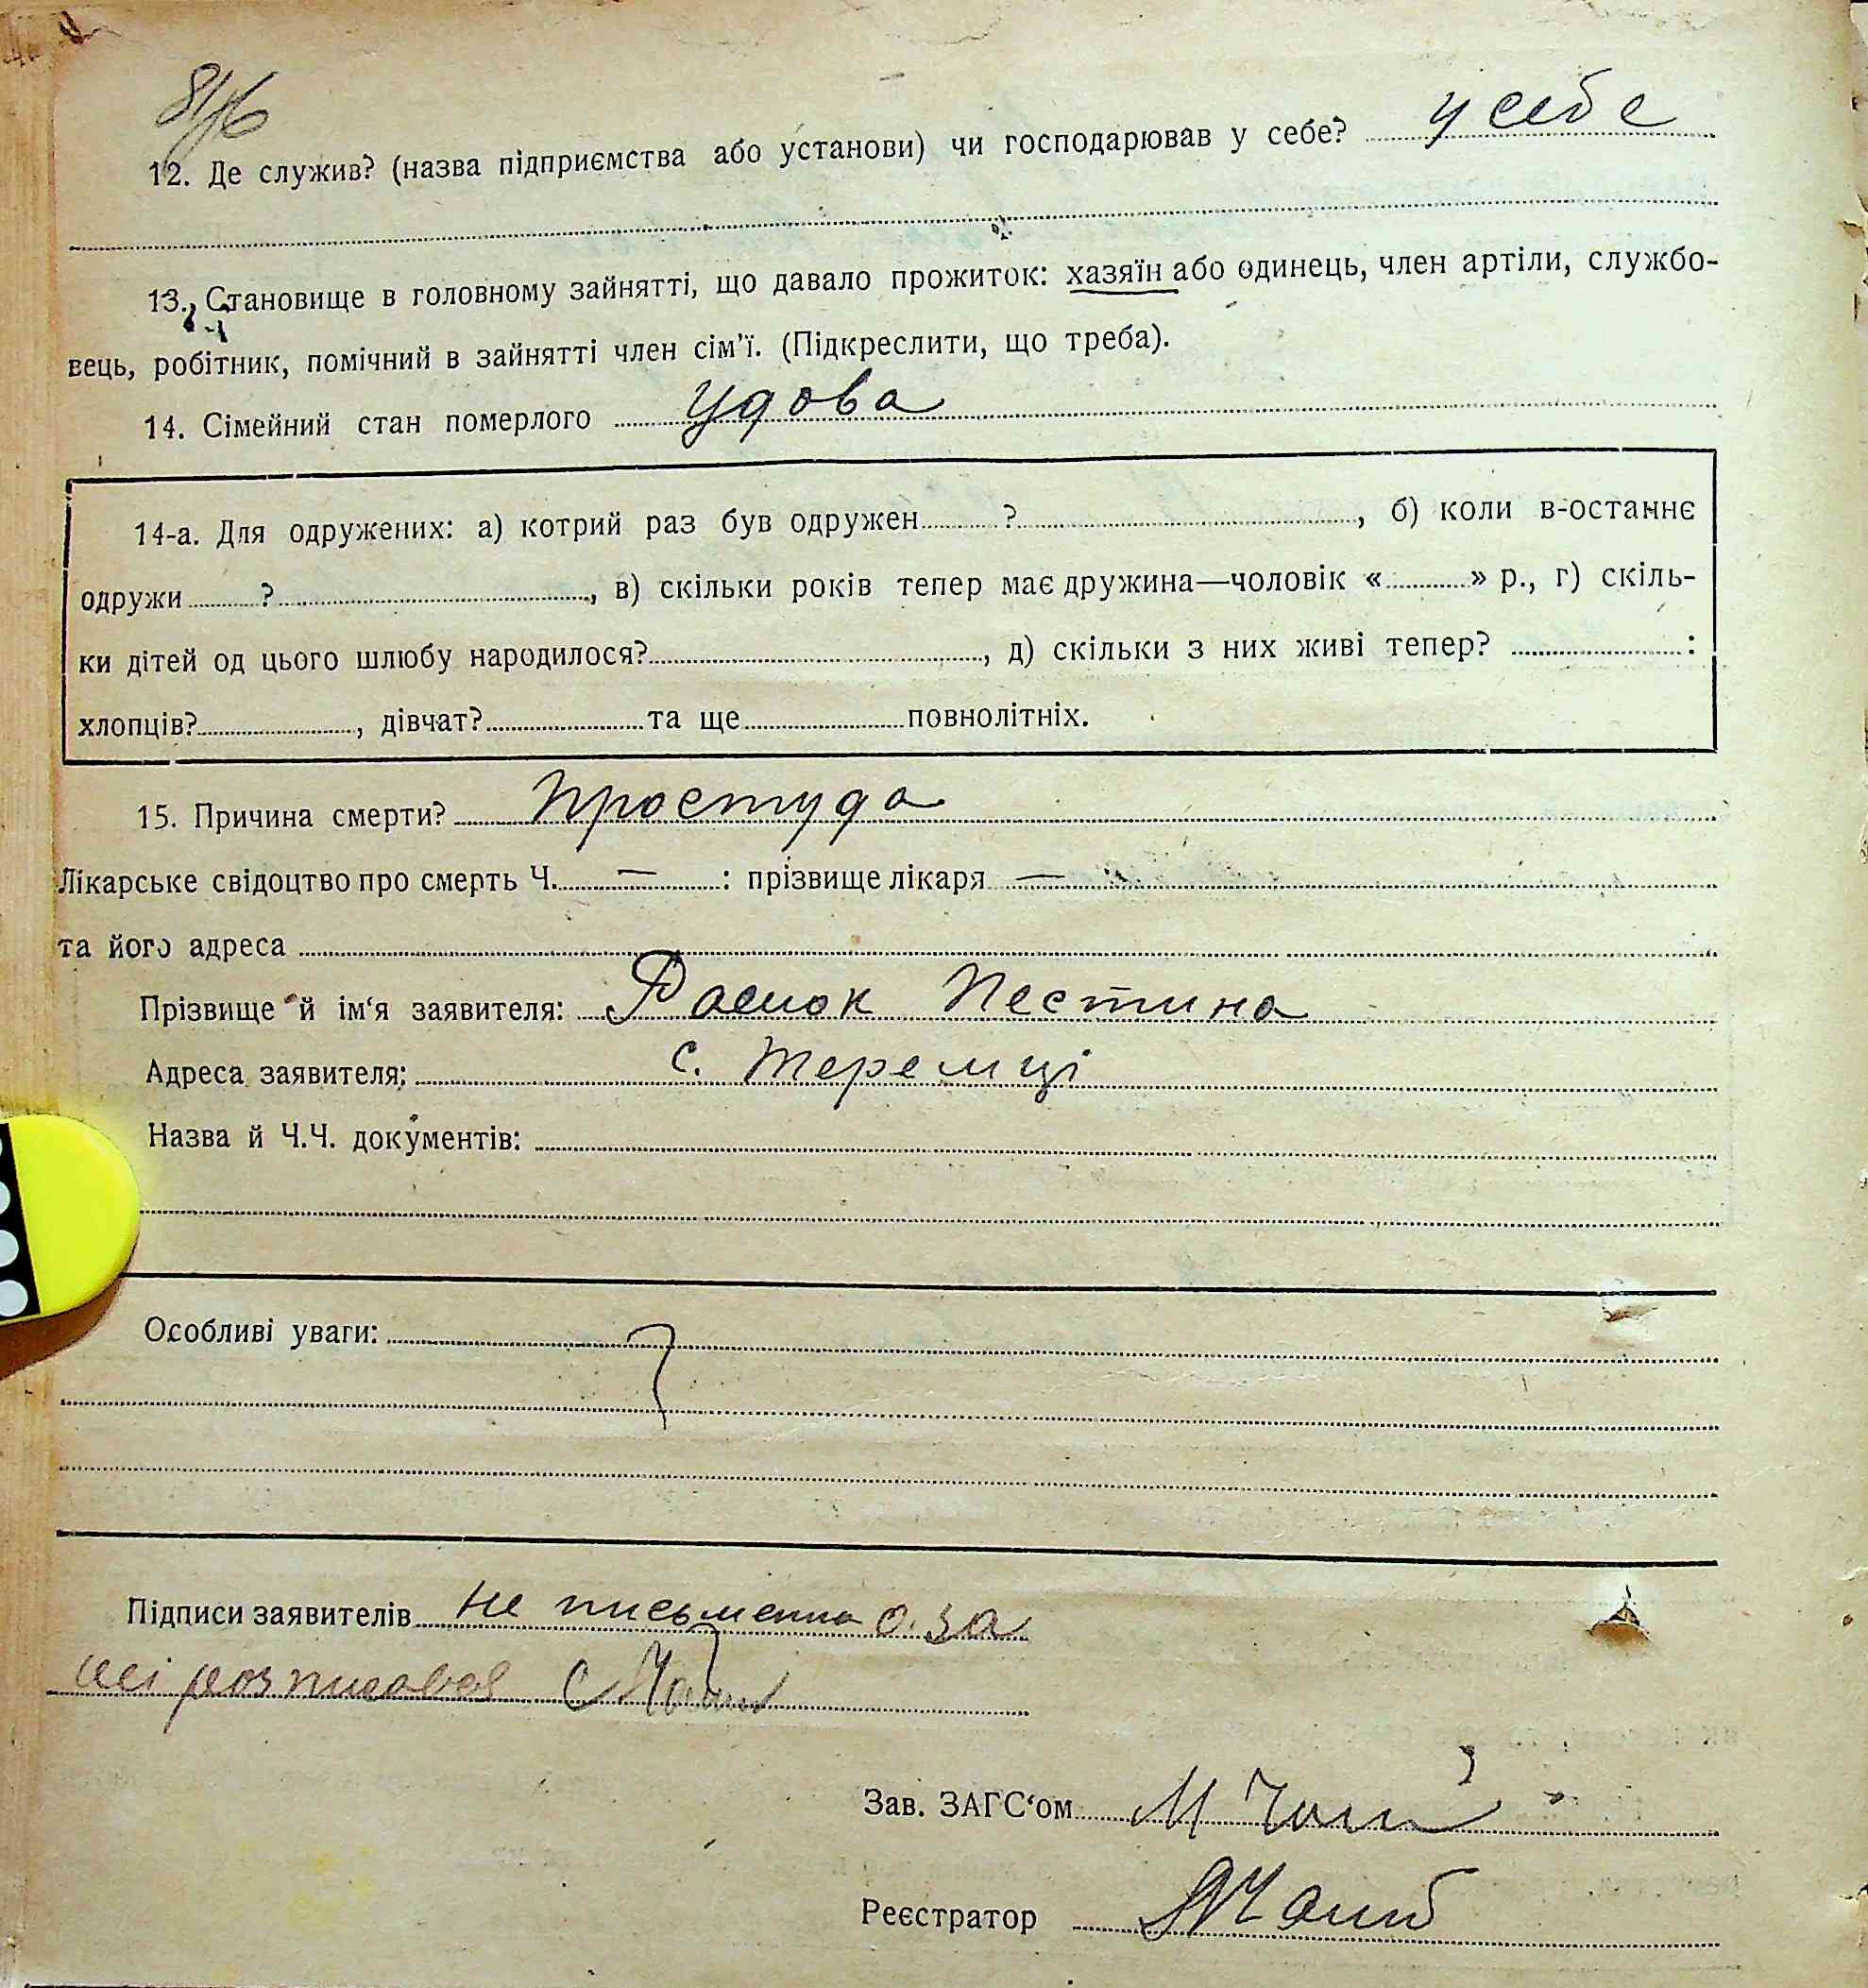 12. Де служив? (назва підприємства або установи) чи господарював у себе? у себе
13. Становище в головному зайнятті, що давало прожиток: хазяїн або одинець, член артіли, службо-
вець, робітник, помічний в зайнятті член сім'ї. (Підкреслити, що треба).
14. Сімейний стан померлого удова
14-а. Для одружених: а) котрий раз був одружен ? , б) коли в-останнє
одружи ? , в) скільки років тепер має дружина—чоловік « » р., г) скіль-
ки дітей од цього шлюбу народилося? , д) скільки з них живі тепер? :
хлопців? , дівчат? та ще повнолітніх.
15. Причина смерти? простуда
Лікарське свідоцтво про смерть Ч. — : прізвище лікаря —
та його адреса
Прізвище й ім'я заявителя:
Адреса заявителя; с. Теремці
Назва й Ч.Ч. документів:
Особливі уваги:
Підписи заявителів не письменна а за
неі розписався
Зав. ЗАГС'ом
Реєстратор